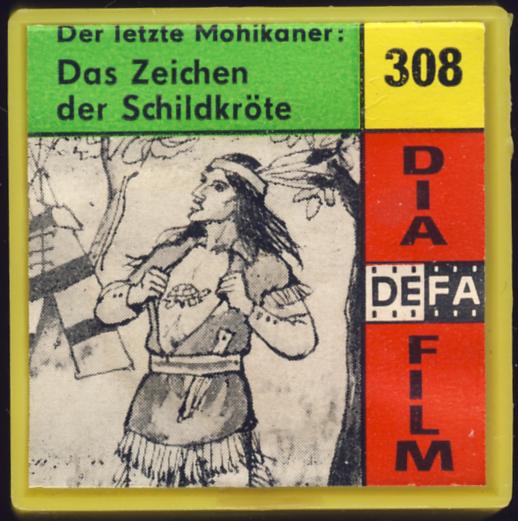 Der letzte Mohikaner:
Das Zeichen
der Schildkröte
308
DIA
DEFA
FILM